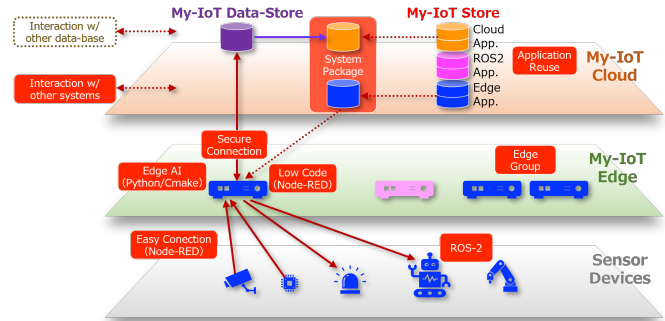 My-IoT Data-Store
My-IoT Store
Interaction w/
other data-base
Cloud
App.
ROS2
App.
Edge
App.
System
Package
Application
Reuse
My-IoT
Cloud
Interaction w/
other systems
Secure
Connection
Edge AI
(Python/Cmake)
Low Code
(Node-RED)
Edge
Group
My-IoT
Edge
Easy Conection
(Node-RED)
ROS-2
Sensor
Devices